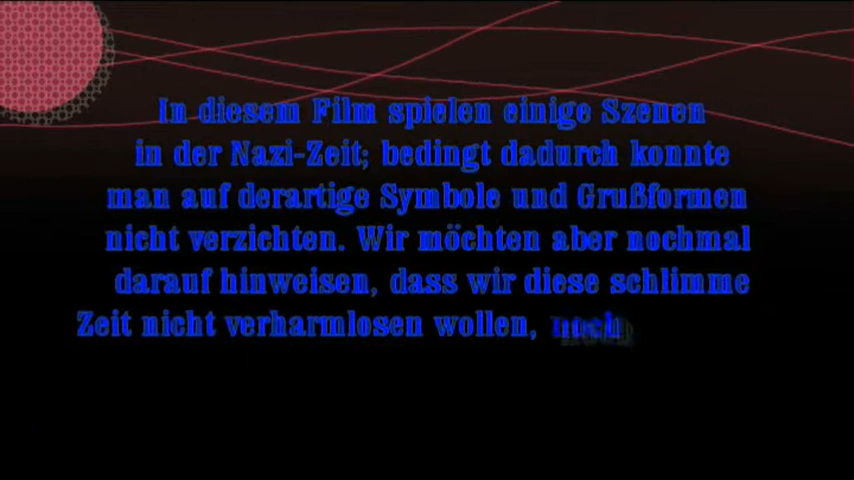 In diesem Film spielen einige Szenen
in der Nazi-Zeit; bedingt dadurch konnte
man auf derartige Symbole und Grußformen
nicht verzichten. Wir möchten aber nochmal
darauf hinweisen, dass wir diese schlimme
Zeit nicht verharmlosen wollen, noch